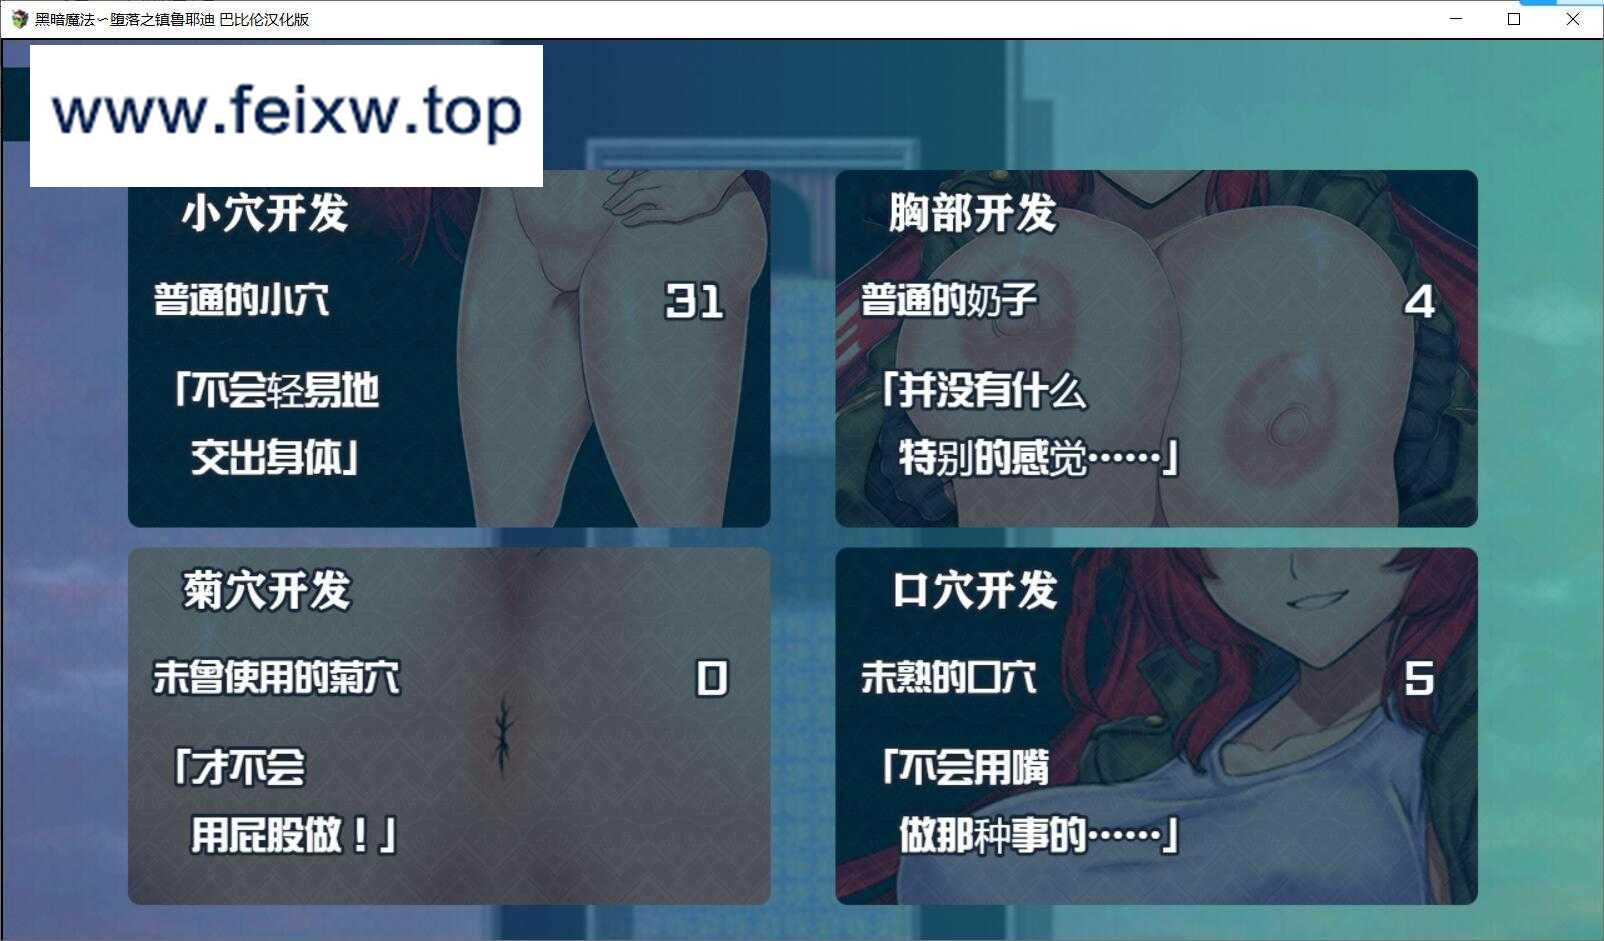 黑暗魔法∽堕落之镇鲁耶迪 巴比伦汉化版
www.feixw.top
小穴开发
普通的小穴 31
「不会轻易地
交出身体」
胸部开发
普通的奶子 4
「并没有什么
特别的感觉……」
菊穴开发
未曾使用的菊穴 0
「才不会
用屁股做！」
口穴开发
未熟的口穴 5
「不会用嘴
做那种事的……」